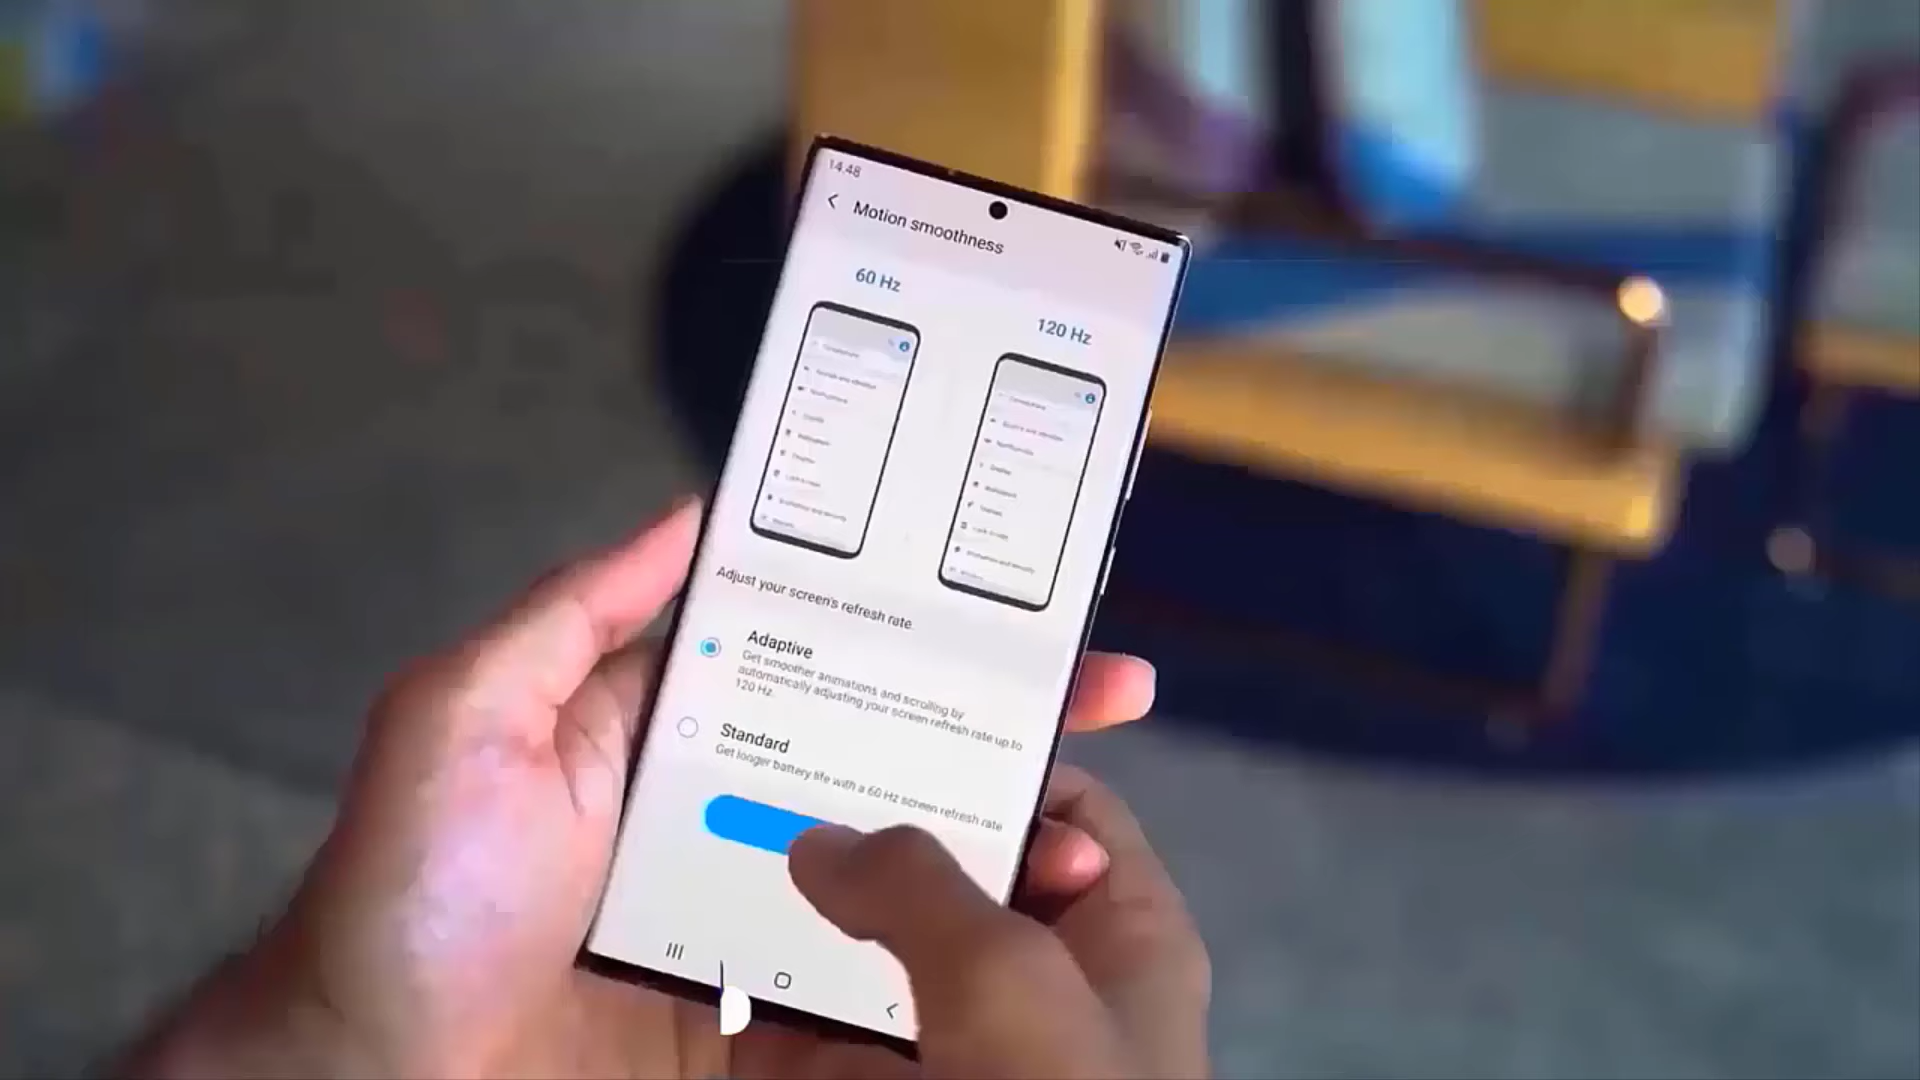 14.48
Motion smoothness
60 Hz
120 Hz
Adjust your screen's refresh rate.
Adaptive
Get smoother animations and scrolling by
automatically adjusting your screen refresh rate up to
120 Hz.
Standard
Get longer battery life with a 60 Hz screen refresh rate